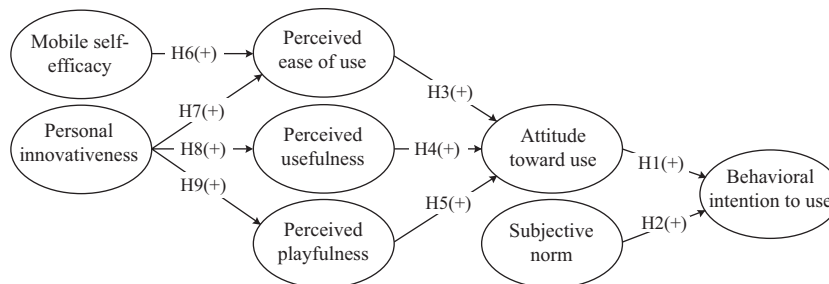 Mobile self-
efficacy
H6(+)
Perceived
ease of use
H3(+)
H7(+)
Personal
innovativeness
H8(+)
Perceived
usefulness
H4(+)
Attitude
toward use
H1(+)
Behavioral
intention to use
H9(+)
H5(+)
Perceived
playfulness
Subjective
norm
H2(+)